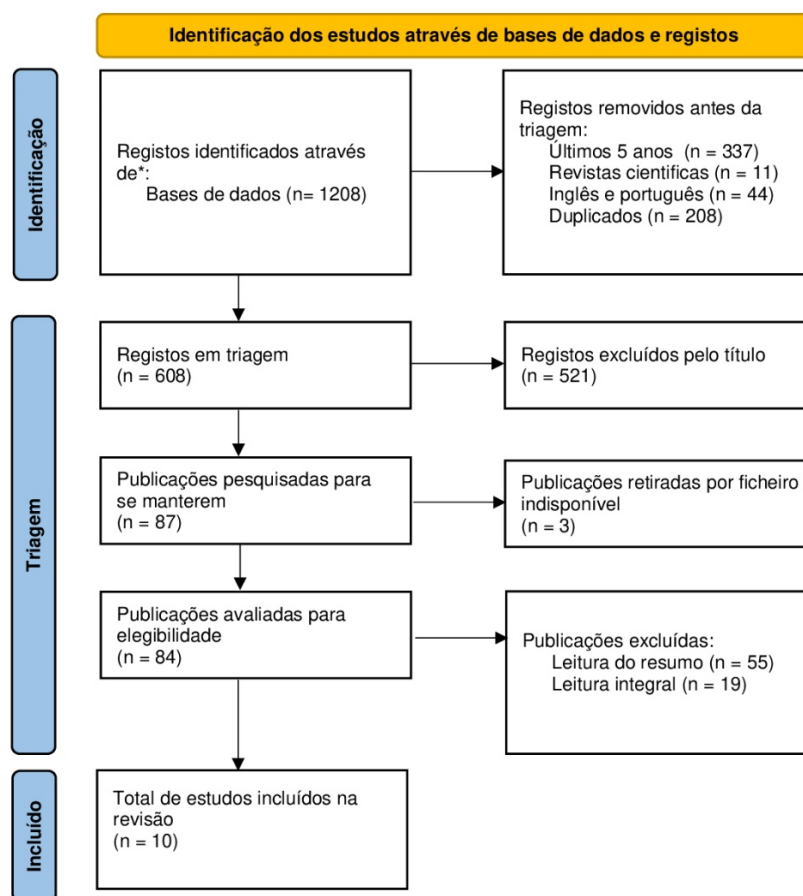 Identificação dos estudos através de bases de dados e registos
Identificação
Registos identificados através
de*:
Bases de dados (n= 1208)
Registos removidos antes da
triagem:
Últimos 5 anos (n = 337)
Revistas cientificas (n = 11)
Inglês e português (n = 44)
Duplicados (n = 208)
Triagem
Registos em triagem
(n = 608)
Registos excluídos pelo título
(n = 521)
Publicações pesquisadas para
se manterem
(n = 87)
Publicações retiradas por ficheiro
indisponível
(n = 3)
Publicações avaliadas para
elegibilidade
(n = 84)
Publicações excluídas:
Leitura do resumo (n = 55)
Leitura integral (n = 19)
Incluído
Total de estudos incluídos na
revisão
(n = 10)